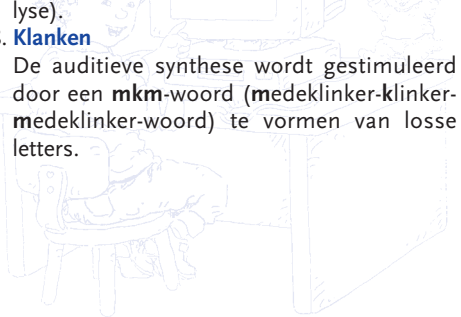 lyse).
. Klanken
De auditieve synthese wordt gestimuleerd
door een mkm-woord (medeklinker-klinker-
medeklinker-woord) te vormen van losse
letters.